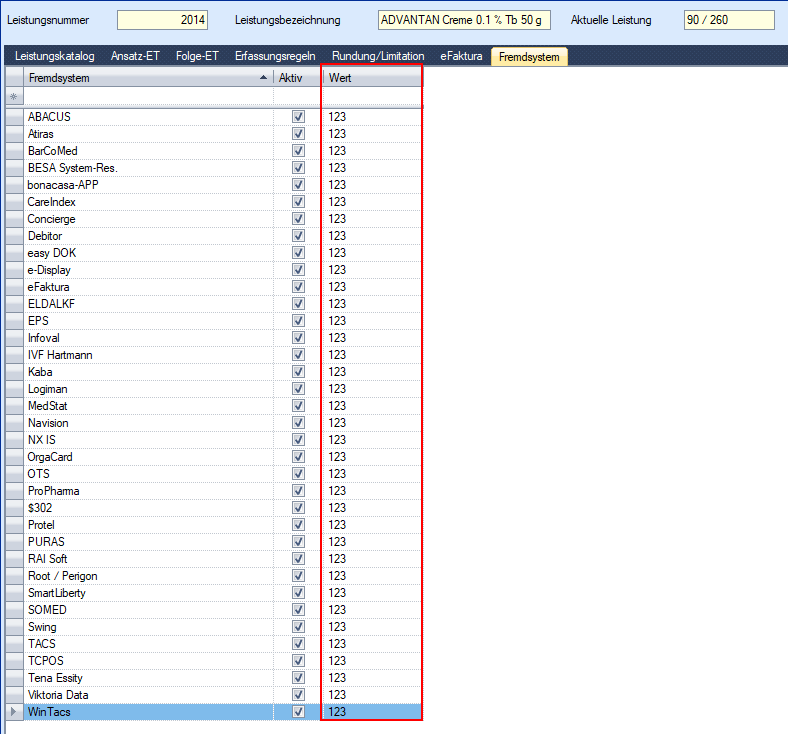 Leistungsnummer 2014 Leistungsbezeichnung ADVANTAN Creme 0.1 % Tb 50 g Aktuelle Leistung 90 / 260
Leistungskatalog Ansatz-ET Folge-ET Erfassungsregeln Rundung/Limitation eFaktura Fremdsystem
Fremdsystem Aktiv Wert
ABACUS 123
Atiras 123
BarCoMed 123
BESA System-Res. 123
bonacasa-APP 123
CareIndex 123
Concierge 123
Debitor 123
easy DOK 123
e-Display 123
eFaktura 123
ELDALKF 123
EPS 123
Infoval 123
IVF Hartmann 123
Kaba 123
Logiman 123
MedStat 123
Navision 123
NX IS 123
OrgaCard 123
OTS 123
ProPharma 123
$302 123
Protel 123
PURAS 123
RAI Soft 123
Root / Perigon 123
SmartLiberty 123
SOMED 123
Swing 123
TACS 123
TCPOS 123
Tena Essity 123
Viktoria Data 123
WinTacs 123